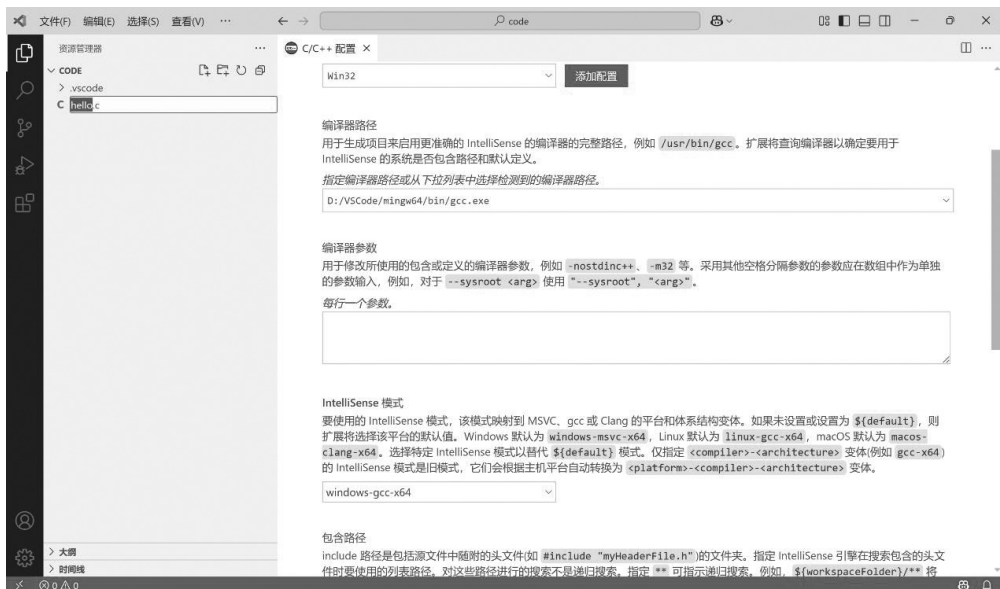 文件(F) 编辑(E) 选择(S) 查看(V) ··· ← → code
资源管理器 ···
CODE
> .vscode
C hello.c
> 大纲
> 时间线
C/C++ 配置 ×
Win32 添加配置
编译器路径
用于生成项目来启用更准确的 IntelliSense 的编译器的完整路径，例如 /usr/bin/gcc。扩展将查询编译器以确定要用于
IntelliSense 的系统是否包含路径和默认定义。
指定编译器路径或从下拉列表中选择检测到的编译器路径。
D:/VSCode/mingw64/bin/gcc.exe
编译器参数
用于修改所使用的包含或定义的编译器参数，例如 -nostdinc++、-m32 等。采用其他空格分隔参数的参数应在数组中作为单独
的参数输入，例如，对于 --sysroot <arg> 使用 "--sysroot", "<arg>"。
每行一个参数。
IntelliSense 模式
要使用的 IntelliSense 模式，该模式映射到 MSVC、gcc 或 Clang 的平台和体系结构变体。如果未设置或设置为 ${default}，则
扩展将选择该平台的默认值。Windows 默认为 windows-msvc-x64，Linux 默认为 linux-gcc-x64，macOS 默认为 macos-
clang-x64。选择特定 IntelliSense 模式以替代 ${default} 模式。仅指定 <compiler>-<architecture> 变体(例如 gcc-x64)
的 IntelliSense 模式是旧模式，它们会根据主机平台自动转换为 <platform>-<compiler>-<architecture> 变体。
windows-gcc-x64
包含路径
include 路径是包括源文件中随附的头文件(如 #include "myHeaderFile.h")的文件夹。指定 IntelliSense 引擎在搜索包含的头文
件时要使用的列表路径。对这些路径进行的搜索不是递归搜索。指定 ** 可指示递归搜索。例如，${workspaceFolder}/** 将
0 0